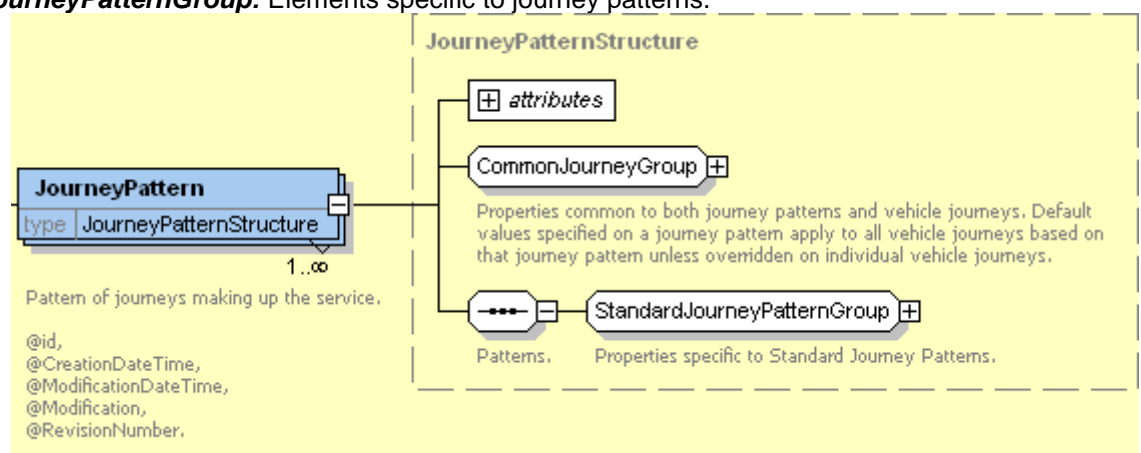 ourneyPatternGroup. Elements specific to journey patterns.
JourneyPatternStructure
attributes
CommonJourneyGroup
Properties common to both journey patterns and vehicle journeys. Default
values specified on a journey pattern apply to all vehicle journeys based on
that journey pattern unless overridden on individual vehicle journeys.
JourneyPattern
type JourneyPatternStructure
1..∞
Pattern of journeys making up the service.
@id,
@CreationDateTime,
@ModificationDateTime,
@Modification,
@RevisionNumber.
StandardJourneyPatternGroup
Patterns.
Properties specific to Standard Journey Patterns.